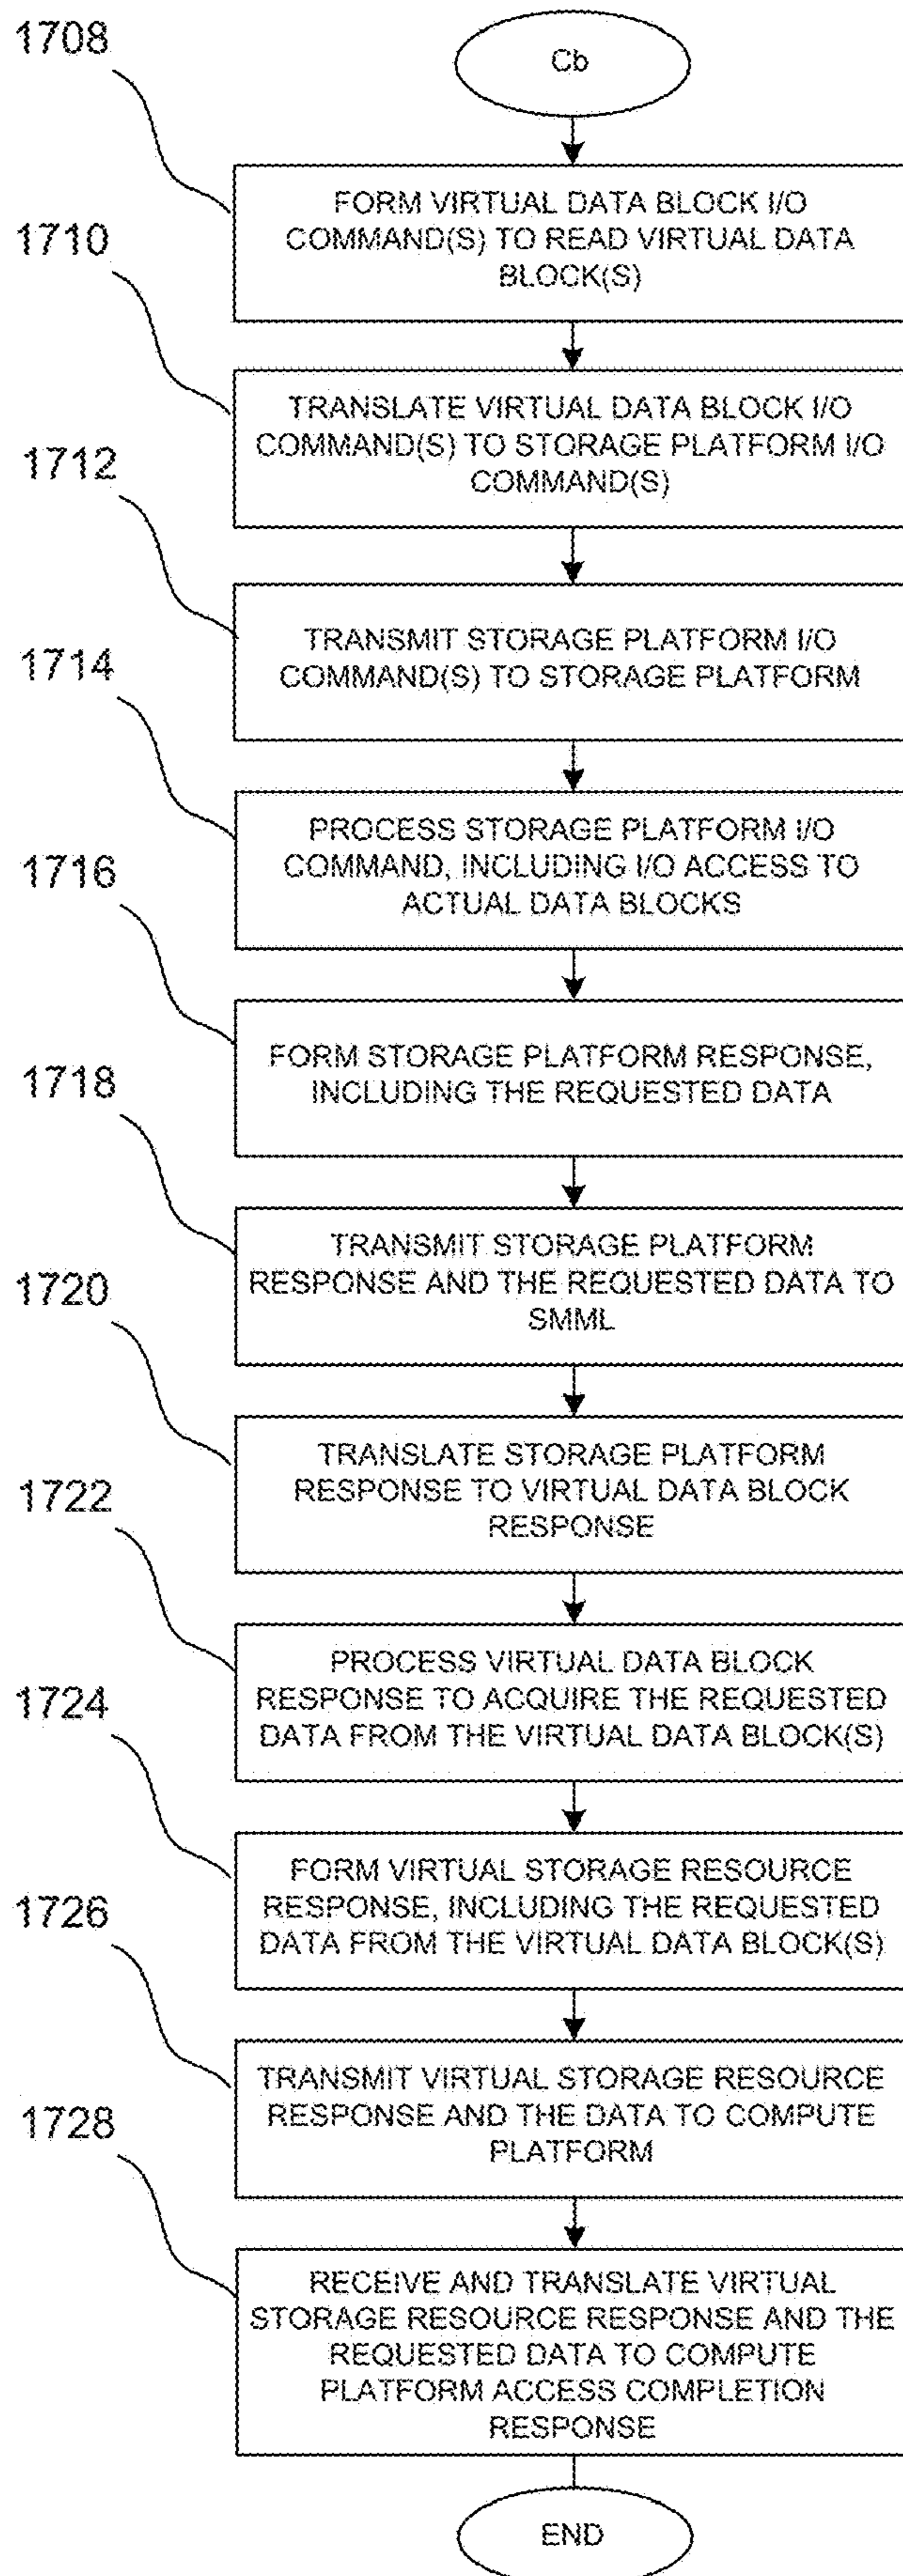 1708
Cb
FORM VIRTUAL DATA BLOCK I/O
COMMAND(S) TO READ VIRTUAL DATA
BLOCK(S)
1710
TRANSLATE VIRTUAL DATA BLOCK I/O
COMMAND(S) TO STORAGE PLATFORM I/O
COMMAND(S)
1712
TRANSMIT STORAGE PLATFORM I/O
COMMAND(S) TO STORAGE PLATFORM
1714
PROCESS STORAGE PLATFORM I/O
COMMAND, INCLUDING I/O ACCESS TO
ACTUAL DATA BLOCKS
1716
FORM STORAGE PLATFORM RESPONSE,
INCLUDING THE REQUESTED DATA
1718
TRANSMIT STORAGE PLATFORM
RESPONSE AND THE REQUESTED DATA TO
SMML
1720
TRANSLATE STORAGE PLATFORM
RESPONSE TO VIRTUAL DATA BLOCK
RESPONSE
1722
PROCESS VIRTUAL DATA BLOCK
RESPONSE TO ACQUIRE THE REQUESTED
DATA FROM THE VIRTUAL DATA BLOCK(S)
1724
FORM VIRTUAL STORAGE RESOURCE
RESPONSE, INCLUDING THE REQUESTED
DATA FROM THE VIRTUAL DATA BLOCK(S)
1726
TRANSMIT VIRTUAL STORAGE RESOURCE
RESPONSE AND THE DATA TO COMPUTE
PLATFORM
1728
RECEIVE AND TRANSLATE VIRTUAL
STORAGE RESOURCE RESPONSE AND THE
REQUESTED DATA TO COMPUTE
PLATFORM ACCESS COMPLETION
RESPONSE
END